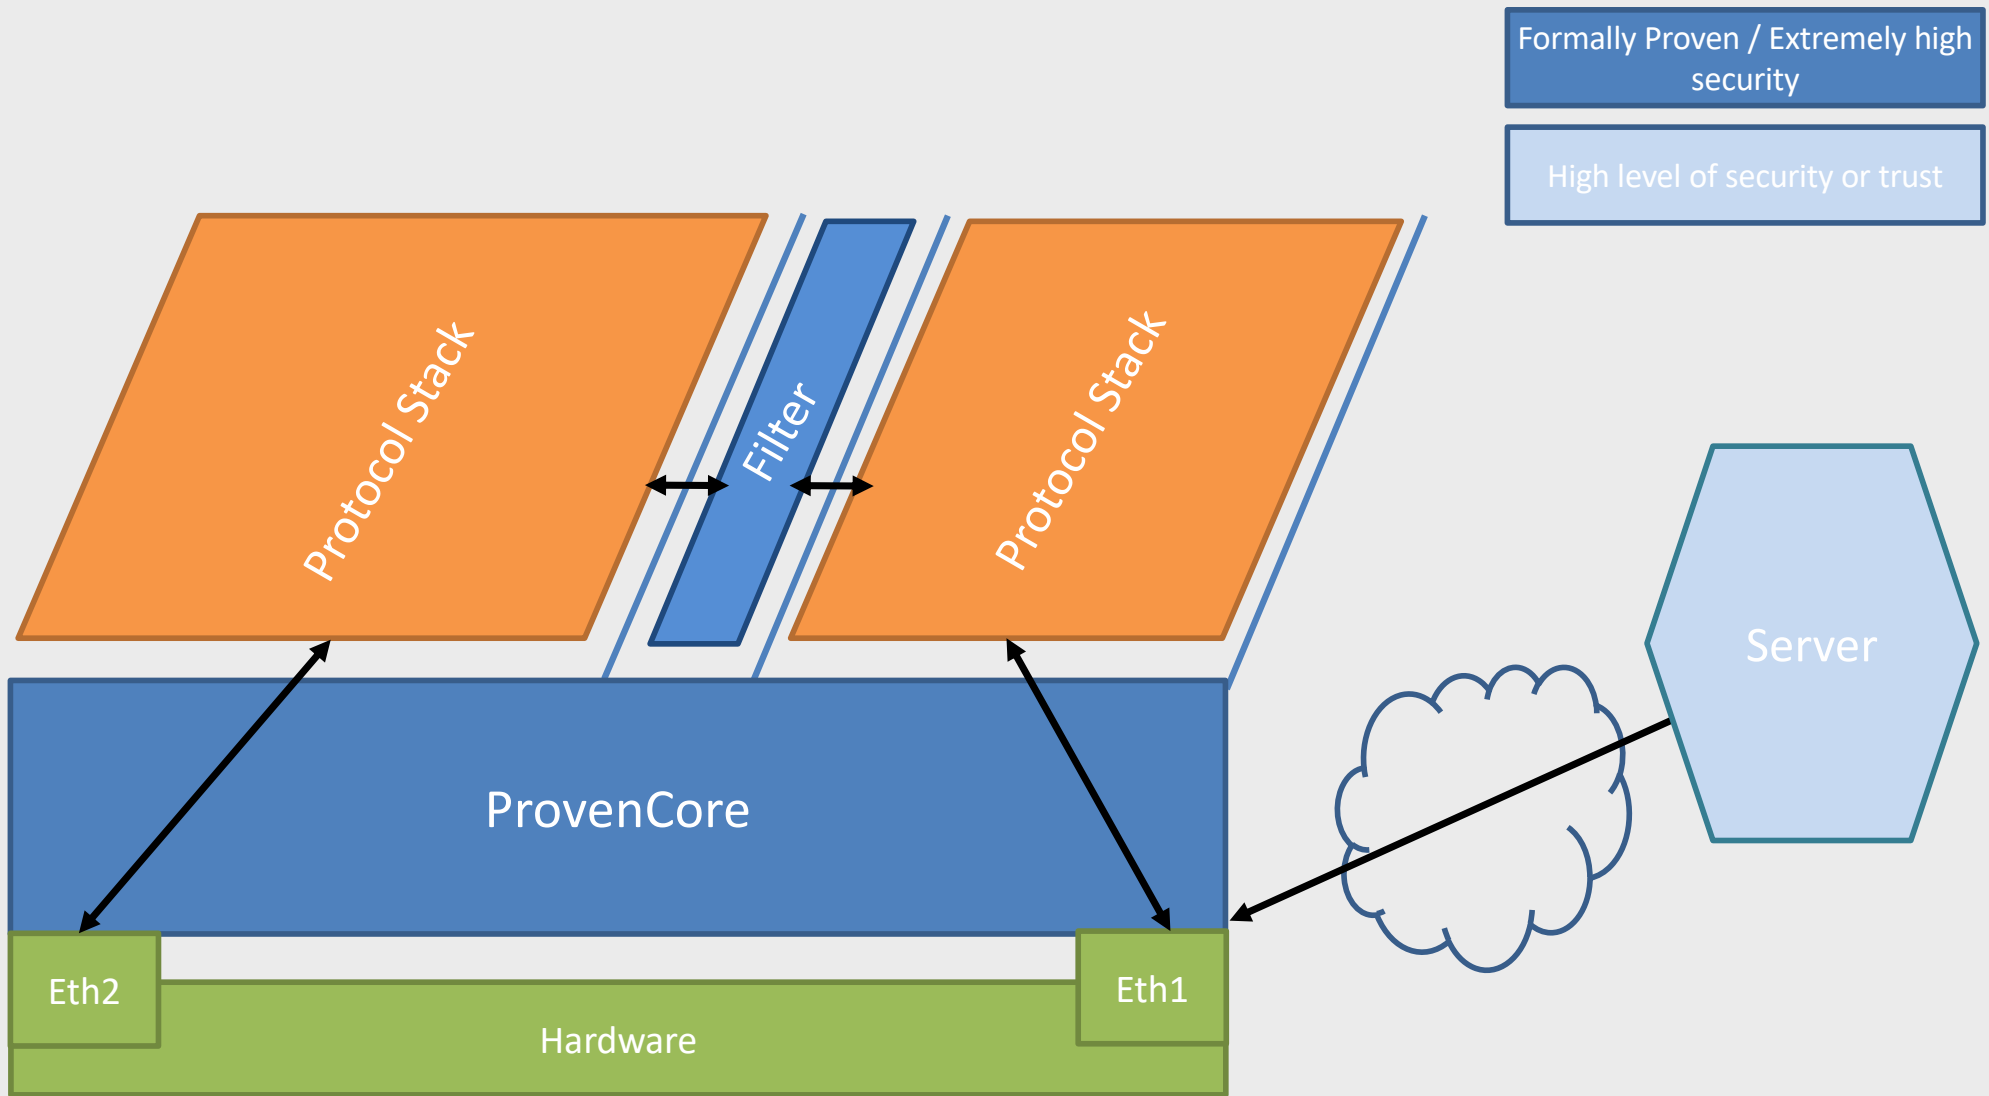 Formally Proven / Extremely high
security
High level of security or trust
Protocol Stack
Filter
Protocol Stack
Server
ProvenCore
Eth2
Eth1
Hardware